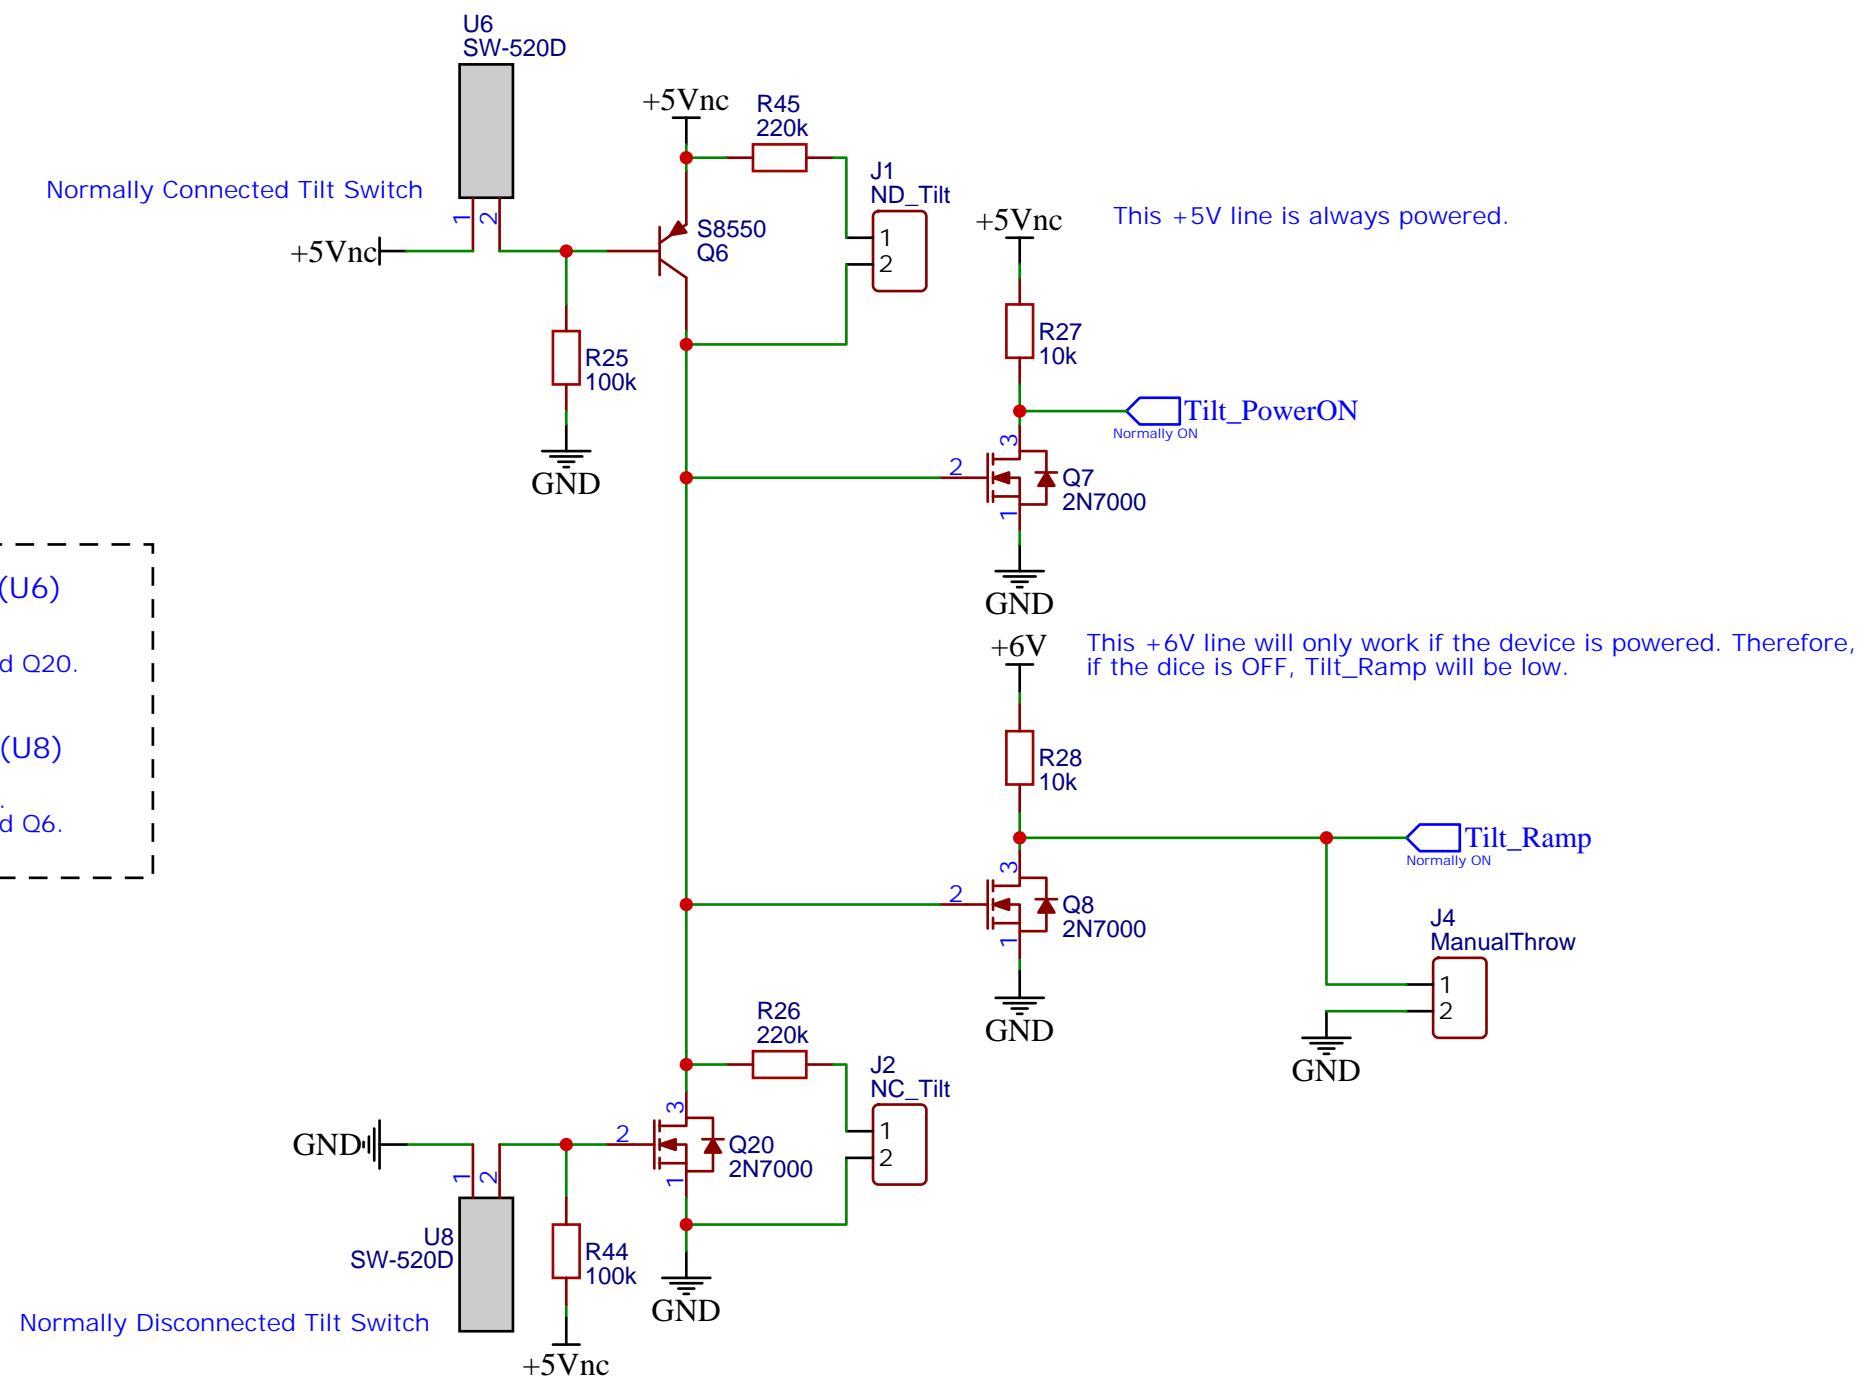 U6
SW-520D
Normally Connected Tilt Switch
1
2
+5Vnc
R25
100k
GND
+5Vnc
R45
220k
S8550
Q6
J1
ND_Tilt
1
2
+5Vnc
This +5V line is always powered.
R27
10k
Tilt_PowerON
Normally ON
3
2
1
Q7
2N7000
GND
(U6)
d Q20.
(U8)
.
d Q6.
+6V
This +6V line will only work if the device is powered. Therefore,
if the dice is OFF, Tilt_Ramp will be low.
R28
10k
Tilt_Ramp
Normally ON
3
2
1
Q8
2N7000
GND
J4
ManualThrow
1
2
GND
R26
220k
J2
NC_Tilt
1
2
3
2
1
Q20
2N7000
GND
GND
1
2
U8
SW-520D
R44
100k
Normally Disconnected Tilt Switch
+5Vnc